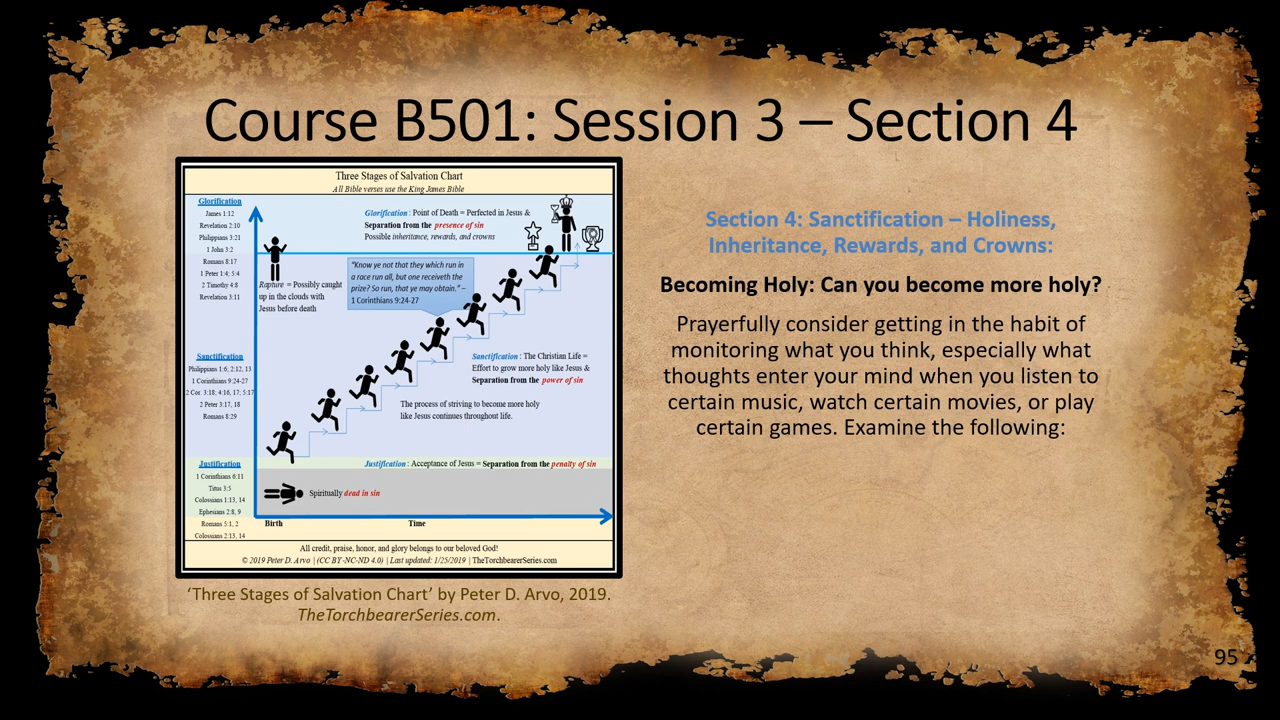 Course B501: Session 3 – Section 4
Three Stages of Salvation Chart
All Bible verses use the King James Bible
Glorification
James 1:12
Revelation 2:10
Philippians 3:21
1 John 3:2
Romans 8:17
1 Peter 1:4; 5:4
2 Timothy 4:8
Revelation 3:11
Sanctification
Philippians 1:6; 2:12, 13
1 Corinthians 9:24-27
2 Cor. 3:18; 4:16, 17; 5:17
2 Peter 3:17, 18
Romans 8:29
Justification
1 Corinthians 6:11
Titus 3:5
Colossians 1:13, 14
Ephesians 2:8, 9
Romans 5:1, 2
Colossians 2:13, 14
Glorification: Point of Death = Perfected in Jesus &
Separation from the presence of sin
Possible inheritance, rewards, and crowns
Rapture = Possibly caught
up in the clouds with
Jesus before death
“Know ye not that they which run in
a race run all, but one receiveth the
prize? So run, that ye may obtain.” –
1 Corinthians 9:24-27
Sanctification: The Christian Life =
Effort to grow more holy like Jesus &
Separation from the power of sin
The process of striving to become more holy
like Jesus continues throughout life.
Justification: Acceptance of Jesus = Separation from the penalty of sin
Spiritually dead in sin
Birth
Time
All credit, praise, honor, and glory belongs to our beloved God!
© 2019 Peter D. Arvo | (CC BY-NC-ND 4.0) | Last updated: 1/25/2019 | TheTorchbearerSeries.com
‘Three Stages of Salvation Chart’ by Peter D. Arvo, 2019.
TheTorchbearerSeries.com.
Section 4: Sanctification – Holiness,
Inheritance, Rewards, and Crowns:
Becoming Holy: Can you become more holy?
Prayerfully consider getting in the habit of
monitoring what you think, especially what
thoughts enter your mind when you listen to
certain music, watch certain movies, or play
certain games. Examine the following:
95